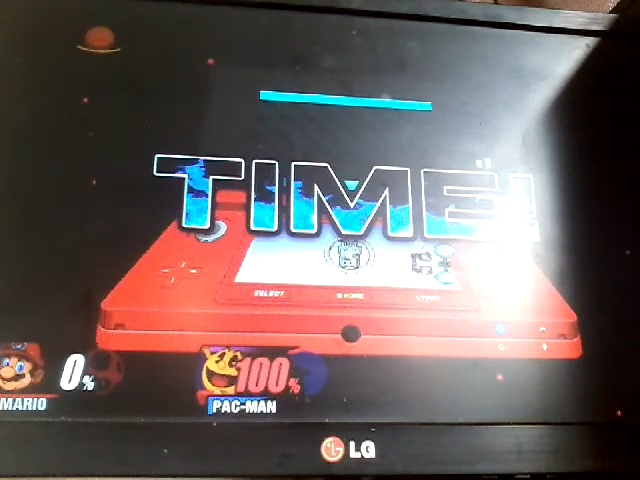 TIME!
SELECT
HOME
START
0%
100%
MARIO
PAC-MAN
LG